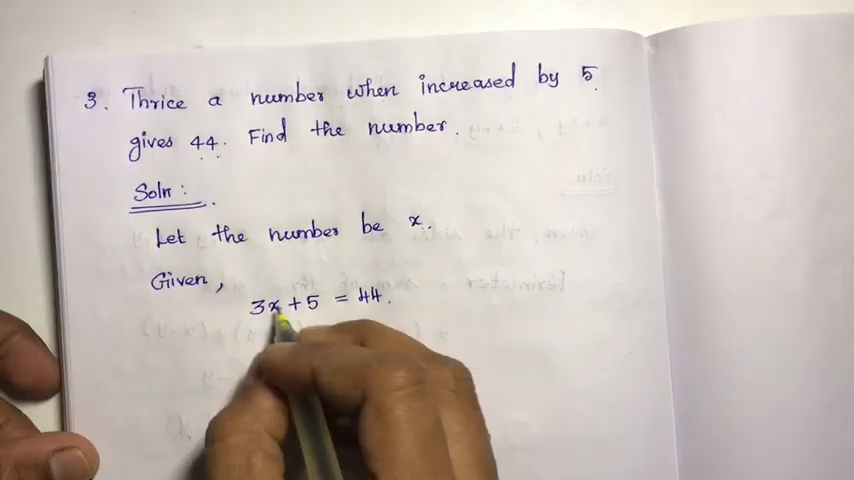 3. Thrice a number when increased by 5
gives 44. Find the number.
Soln:
Let the number be x.
Given,
3x + 5 = 44.